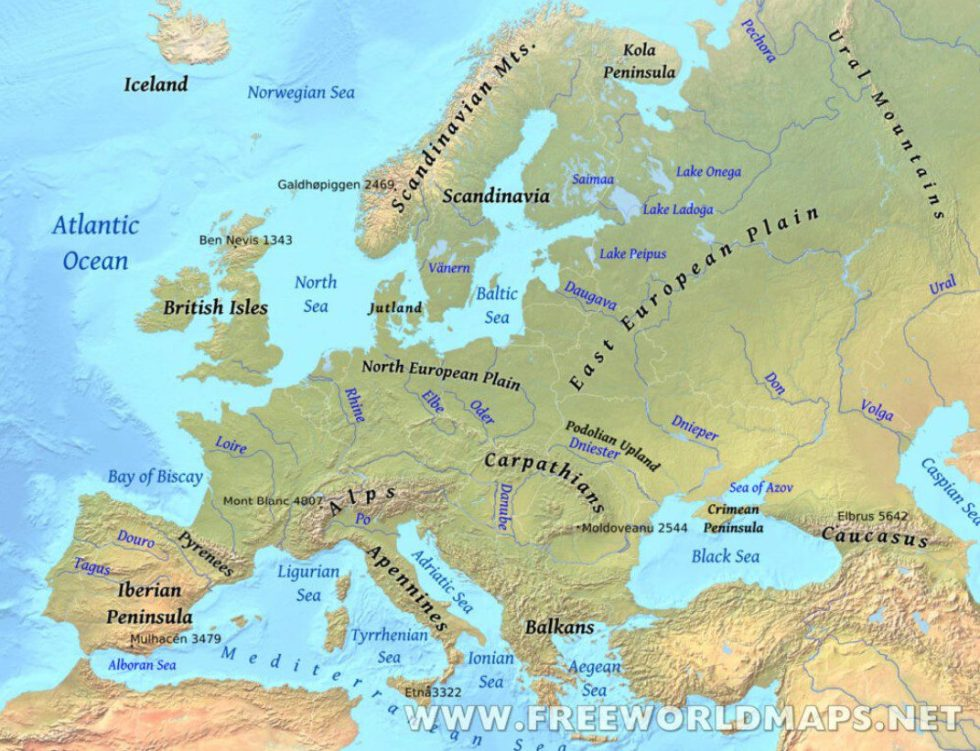 Iceland
Norwegian Sea
Scandinavian Mts.
Kola
Peninsula
Pechora
Ural Mountains
Galdhøpiggen 2469
Scandinavia
Saimaa
Lake Onega
Lake Ladoga
Atlantic
Ocean
Ben Nevis 1343
North
Sea
Vänern
Lake Peipus
East European Plain
British Isles
Jutland
Baltic
Sea
Daugava
Ural
North European Plain
Rhine
Elbe
Oder
Don
Volga
Loire
Podolian Upland
Dniester
Dnieper
Carpathians
Caspian Sea
Bay of Biscay
Mont Blanc 4807
Alps
Po
Danube
Sea of Azov
Crimean
Peninsula
Elbrus 5642
Caucasus
Moldoveanu 2544
Black Sea
Douro
Pyrenees
Tagus
Iberian
Peninsula
Ligurian
Sea
Apennines
Adriatic Sea
Mulhacén 3479
Alboran Sea
Tyrrhenian
Sea
Balkans
Ionian
Sea
Aegean
Sea
Mediterranean Sea
Etna3322
WWW.FREEWORLDMAPS.NET